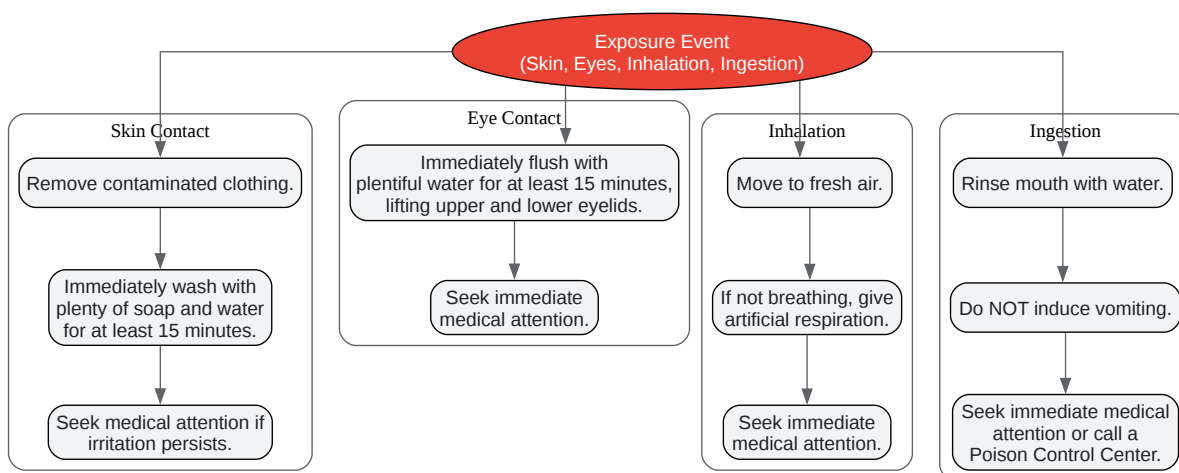 Exposure Event
(Skin, Eyes, Inhalation, Ingestion)
Skin Contact
Remove contaminated clothing.
Immediately wash with
plenty of soap and water
for at least 15 minutes.
Seek medical attention if
irritation persists.
Eye Contact
Immediately flush with
plentiful water for at least 15 minutes,
lifting upper and lower eyelids.
Seek immediate
medical attention.
Inhalation
Move to fresh air.
If not breathing, give
artificial respiration.
Seek immediate
medical attention.
Ingestion
Rinse mouth with water.
Do NOT induce vomiting.
Seek immediate medical
attention or call a
Poison Control Center.